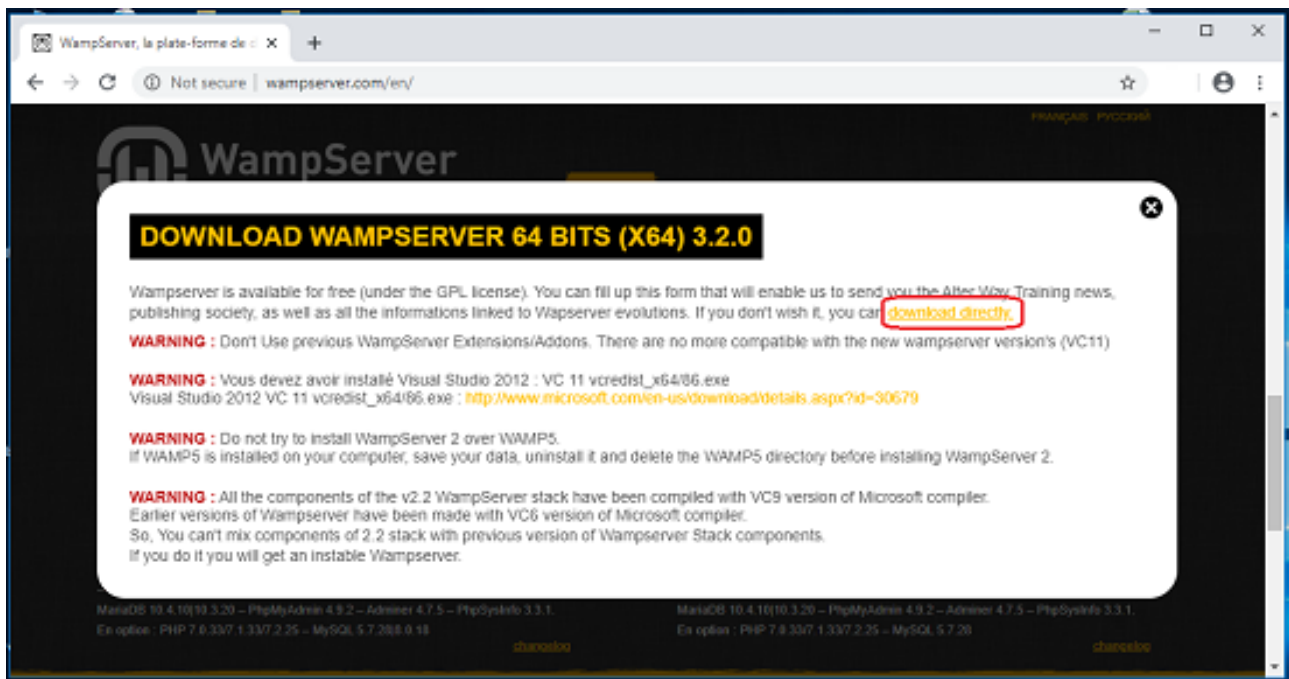 WampServer, la plate-forme de d
Not secure | wampserver.com/en/
FRANÇAIS РУССКИЙ
WampServer
DOWNLOAD WAMPSERVER 64 BITS (X64) 3.2.0
Wampserver is available for free (under the GPL license). You can fill up this form that will enable us to send you the Alter Way Training news,
publishing society, as well as all the informations linked to Wapserver evolutions. If you don't wish it, you can download directly.
WARNING : Don't Use previous WampServer Extensions/Addons. There are no more compatible with the new wampserver version's (VC11)
WARNING : Vous devez avoir installé Visual Studio 2012 : VC 11 vcredist_x64/86.exe
Visual Studio 2012 VC 11 vcredist_x64/86.exe : http://www.microsoft.com/en-us/download/details.aspx?id=30679
WARNING : Do not try to install WampServer 2 over WAMP5.
If WAMP5 is installed on your computer, save your data, uninstall it and delete the WAMP5 directory before installing WampServer 2.
WARNING : All the components of the v2.2 WampServer stack have been compiled with VC9 version of Microsoft compiler.
Earlier versions of Wampserver have been made with VC6 version of Microsoft compiler.
So, You can't mix components of 2.2 stack with previous version of Wampserver Stack components.
If you do it you will get an instable Wampserver.
MariaDB 10.4.10|10.3.20 – PhpMyAdmin 4.9.2 – Adminer 4.7.5 – PhpSysInfo 3.3.1.
En option : PHP 7.0.33/7.1.33/7.2.25 – MySQL 5.7.28|8.0.18
changelog
MariaDB 10.4.10|10.3.20 – PhpMyAdmin 4.9.2 – Adminer 4.7.5 – PhpSysInfo 3.3.1.
En option : PHP 7.0.33/7.1.33/7.2.25 – MySQL 5.7.28
changelog